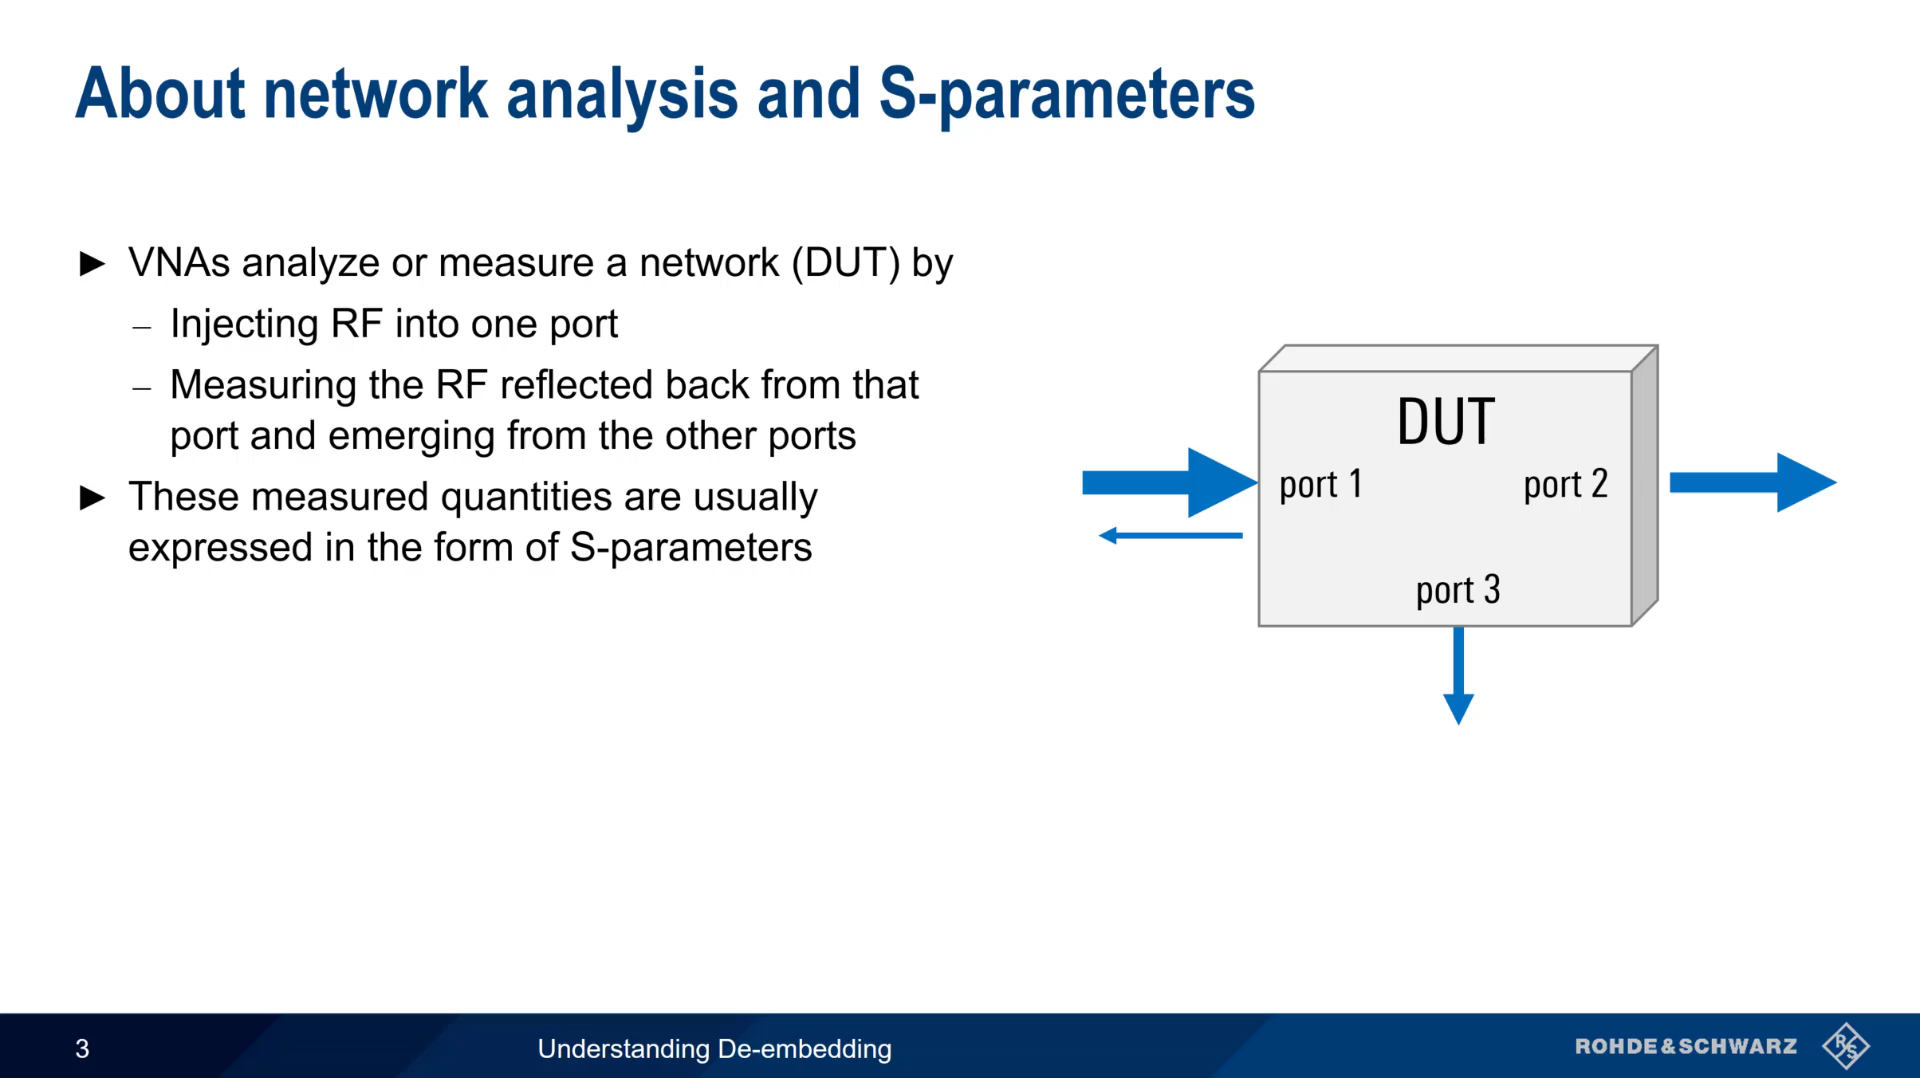 About network analysis and S-parameters
► VNAs analyze or measure a network (DUT) by
– Injecting RF into one port
– Measuring the RF reflected back from that
port and emerging from the other ports
► These measured quantities are usually
expressed in the form of S-parameters
DUT
port 1
port 2
port 3
3
Understanding De-embedding
ROHDE&SCHWARZ
R&S